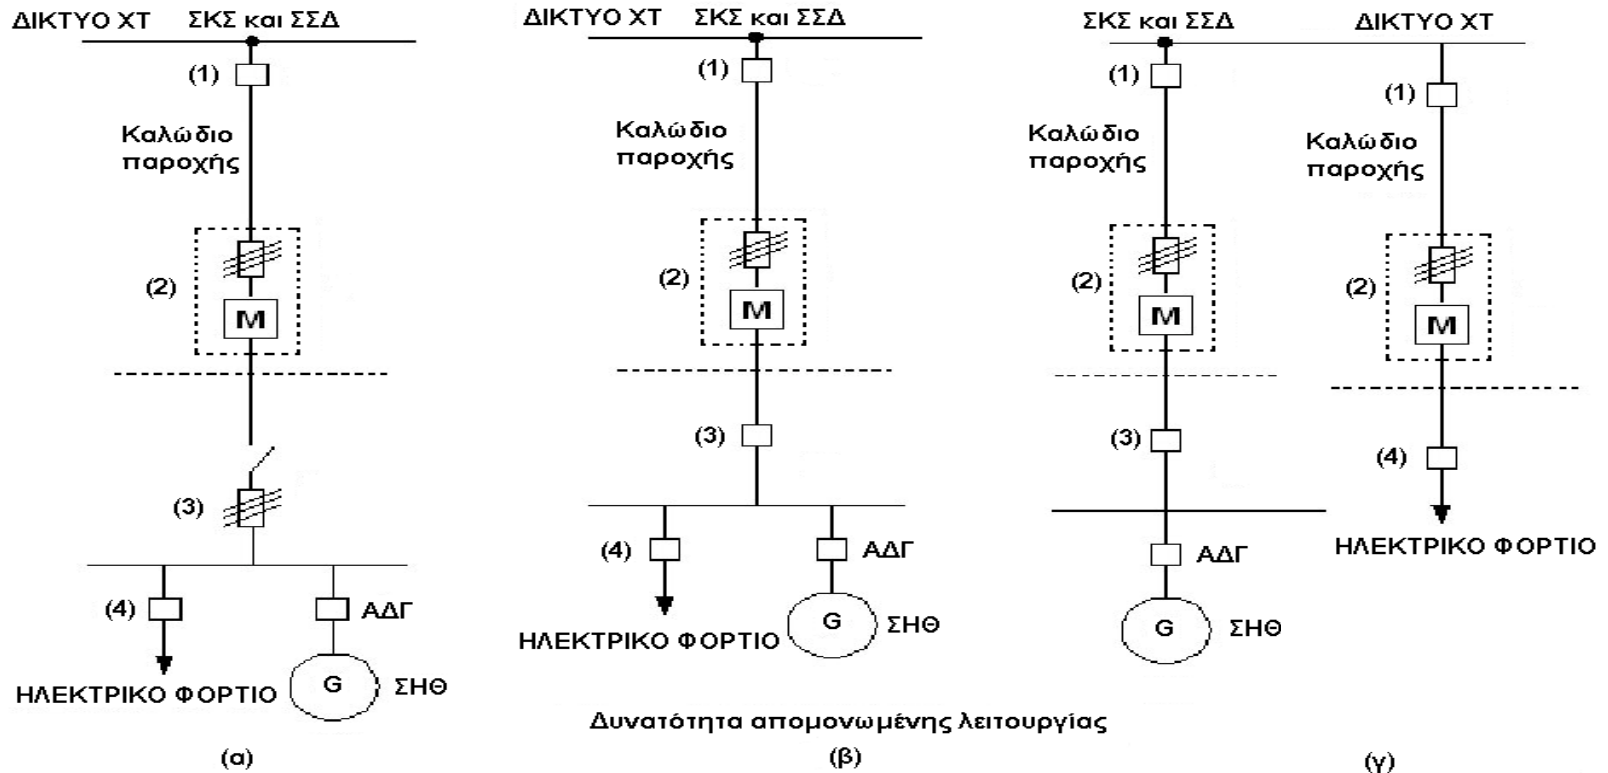 ΔΙΚΤΥΟ ΧΤ ΣΚΣ και ΣΣΔ
(1)
Καλώδιο
παροχής
(2)
M
(3)
(4)
ΑΔΓ
ΗΛΕΚΤΡΙΚΟ ΦΟΡΤΙΟ
G
ΣΗΘ
(α)
ΔΙΚΤΥΟ ΧΤ ΣΚΣ και ΣΣΔ
(1)
Καλώδιο
παροχής
(2)
M
(3)
(4)
ΑΔΓ
ΗΛΕΚΤΡΙΚΟ ΦΟΡΤΙΟ
G
ΣΗΘ
Δυνατότητα απομονωμένης λειτουργίας
(β)
ΣΚΣ και ΣΣΔ
(1)
Καλώδιο
παροχής
(2)
M
(3)
ΑΔΓ
G
ΣΗΘ
ΔΙΚΤΥΟ ΧΤ
(1)
Καλώδιο
παροχής
(2)
M
(4)
ΗΛΕΚΤΡΙΚΟ ΦΟΡΤΙΟ
(γ)